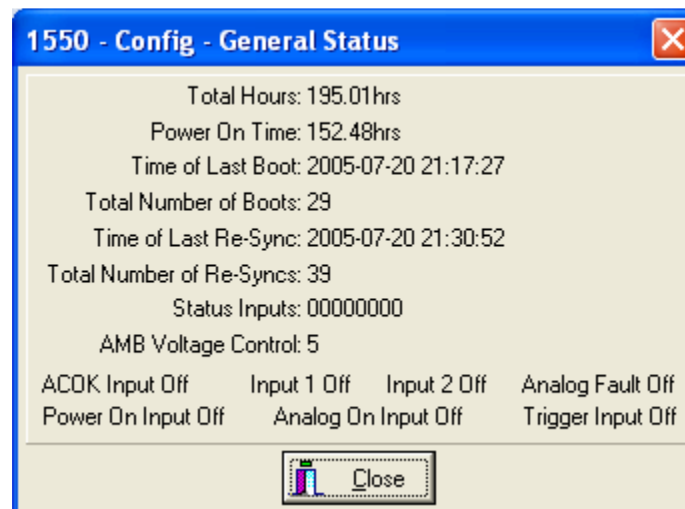 1550 - Config - General Status
Total Hours: 195.01hrs
Power On Time: 152.48hrs
Time of Last Boot: 2005-07-20 21:17:27
Total Number of Boots: 29
Time of Last Re-Sync: 2005-07-20 21:30:52
Total Number of Re-Syncs: 39
Status Inputs: 00000000
AMB Voltage Control: 5
ACOK Input Off Input 1 Off Input 2 Off Analog Fault Off
Power On Input Off Analog On Input Off Trigger Input Off
Close